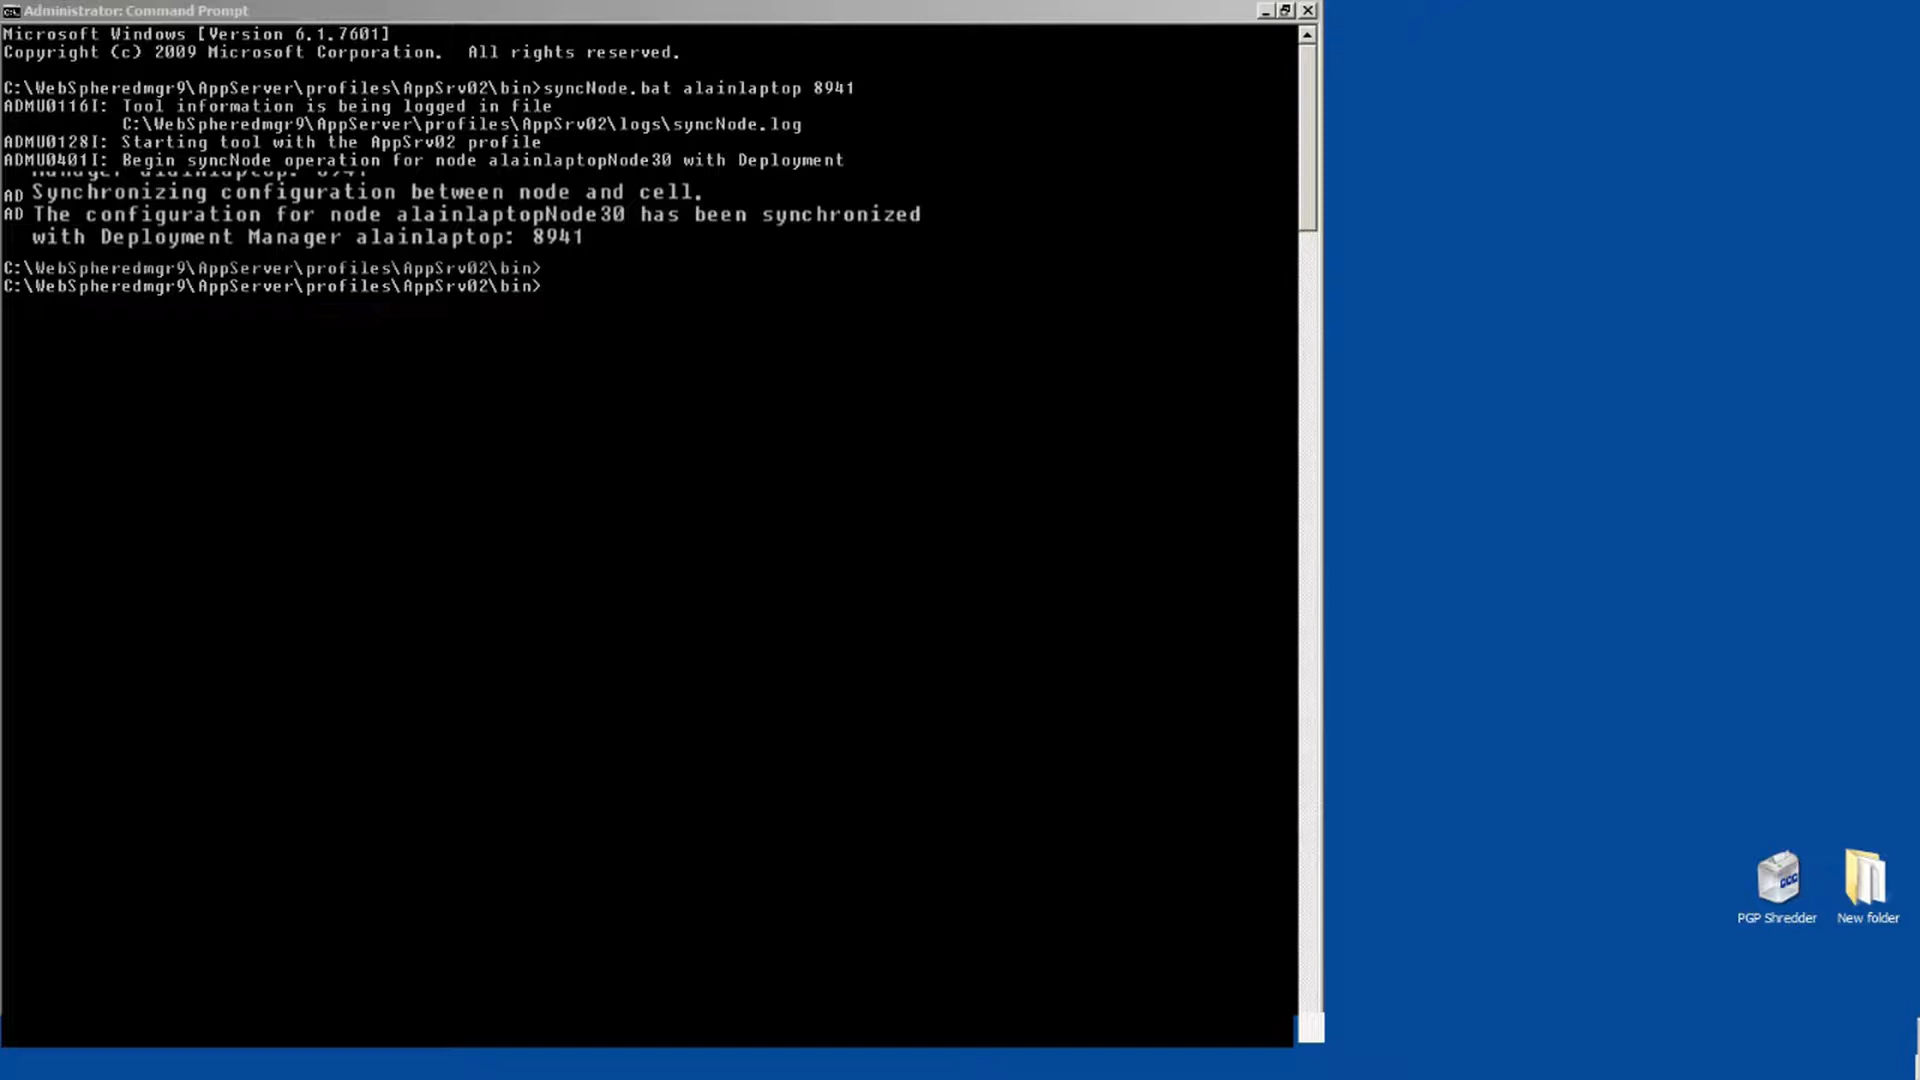 Administrator: Command Prompt
Microsoft Windows [Version 6.1.7601]
Copyright (c) 2009 Microsoft Corporation.  All rights reserved.
C:\WebSpheredmgr9\AppServer\profiles\AppSrv02\bin>syncNode.bat alainlaptop 8941
ADMU0116I: Tool information is being logged in file
C:\WebSpheredmgr9\AppServer\profiles\AppSrv02\logs\syncNode.log
ADMU0128I: Starting tool with the AppSrv02 profile
ADMU0401I: Begin syncNode operation for node alainlaptopNode30 with Deployment
Manager alainlaptop: 8941
AD Synchronizing configuration between node and cell.
AD The configuration for node alainlaptopNode30 has been synchronized
with Deployment Manager alainlaptop: 8941
C:\WebSpheredmgr9\AppServer\profiles\AppSrv02\bin>
C:\WebSpheredmgr9\AppServer\profiles\AppSrv02\bin>
PGP Shredder
New folder